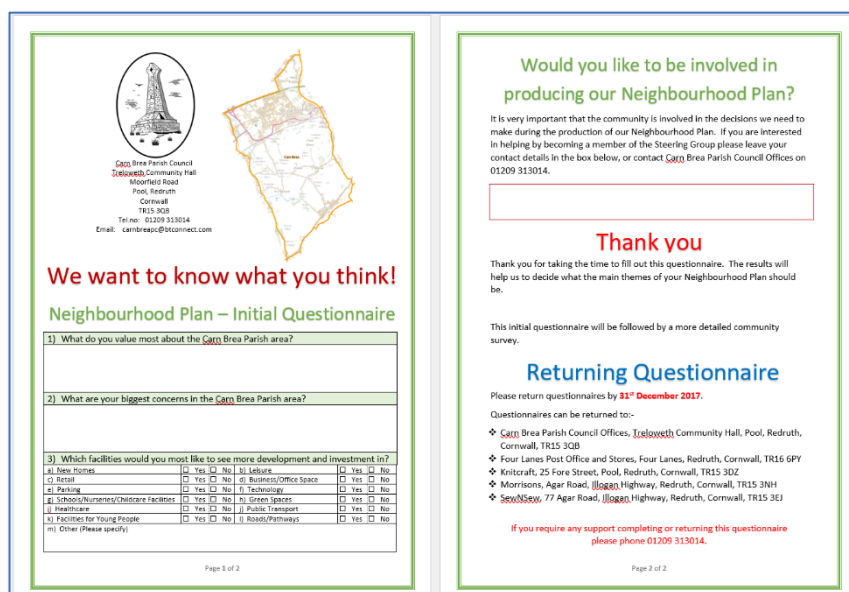 Carn Brea Parish Council
Treloweth Community Hall
Moorfield Road
Pool, Redruth
Cornwall
TR15 3QB
Tel.no: 01209 313014
Email: carnbreapc@btconnect.com
Carn Brea
We want to know what you think!
Neighbourhood Plan – Initial Questionnaire
1) What do you value most about the Carn Brea Parish area?
2) What are your biggest concerns in the Carn Brea Parish area?
3) Which facilities would you most like to see more development and investment in?
a) New Homes ☐ Yes ☐ No b) Leisure ☐ Yes ☐ No
c) Retail ☐ Yes ☐ No d) Business/Office Space ☐ Yes ☐ No
e) Parking ☐ Yes ☐ No f) Technology ☐ Yes ☐ No
g) Schools/Nurseries/Childcare Facilities ☐ Yes ☐ No h) Green Spaces ☐ Yes ☐ No
i) Healthcare ☐ Yes ☐ No j) Public Transport ☐ Yes ☐ No
k) Facilities for Young People ☐ Yes ☐ No l) Roads/Pathways ☐ Yes ☐ No
m) Other (Please specify)
Page 1 of 2
Would you like to be involved in
producing our Neighbourhood Plan?
It is very important that the community is involved in the decisions we need to
make during the production of our Neighbourhood Plan. If you are interested
in helping by becoming a member of the Steering Group please leave your
contact details in the box below, or contact Carn Brea Parish Council Offices on
01209 313014.
Thank you
Thank you for taking the time to fill out this questionnaire. The results will
help us to decide what the main themes of your Neighbourhood Plan should
be.
This initial questionnaire will be followed by a more detailed community
survey.
Returning Questionnaire
Please return questionnaires by 31st December 2017.
Questionnaires can be returned to:-
❖ Carn Brea Parish Council Offices, Treloweth Community Hall, Pool, Redruth,
Cornwall, TR15 3QB
❖ Four Lanes Post Office and Stores, Four Lanes, Redruth, Cornwall, TR16 6PY
❖ Knitcraft, 25 Fore Street, Pool, Redruth, Cornwall, TR15 3DZ
❖ Morrisons, Agar Road, Illogan Highway, Redruth, Cornwall, TR15 3NH
❖ SewNSew, 77 Agar Road, Illogan Highway, Redruth, Cornwall, TR15 3EJ
If you require any support completing or returning this questionnaire
please phone 01209 313014.
Page 2 of 2